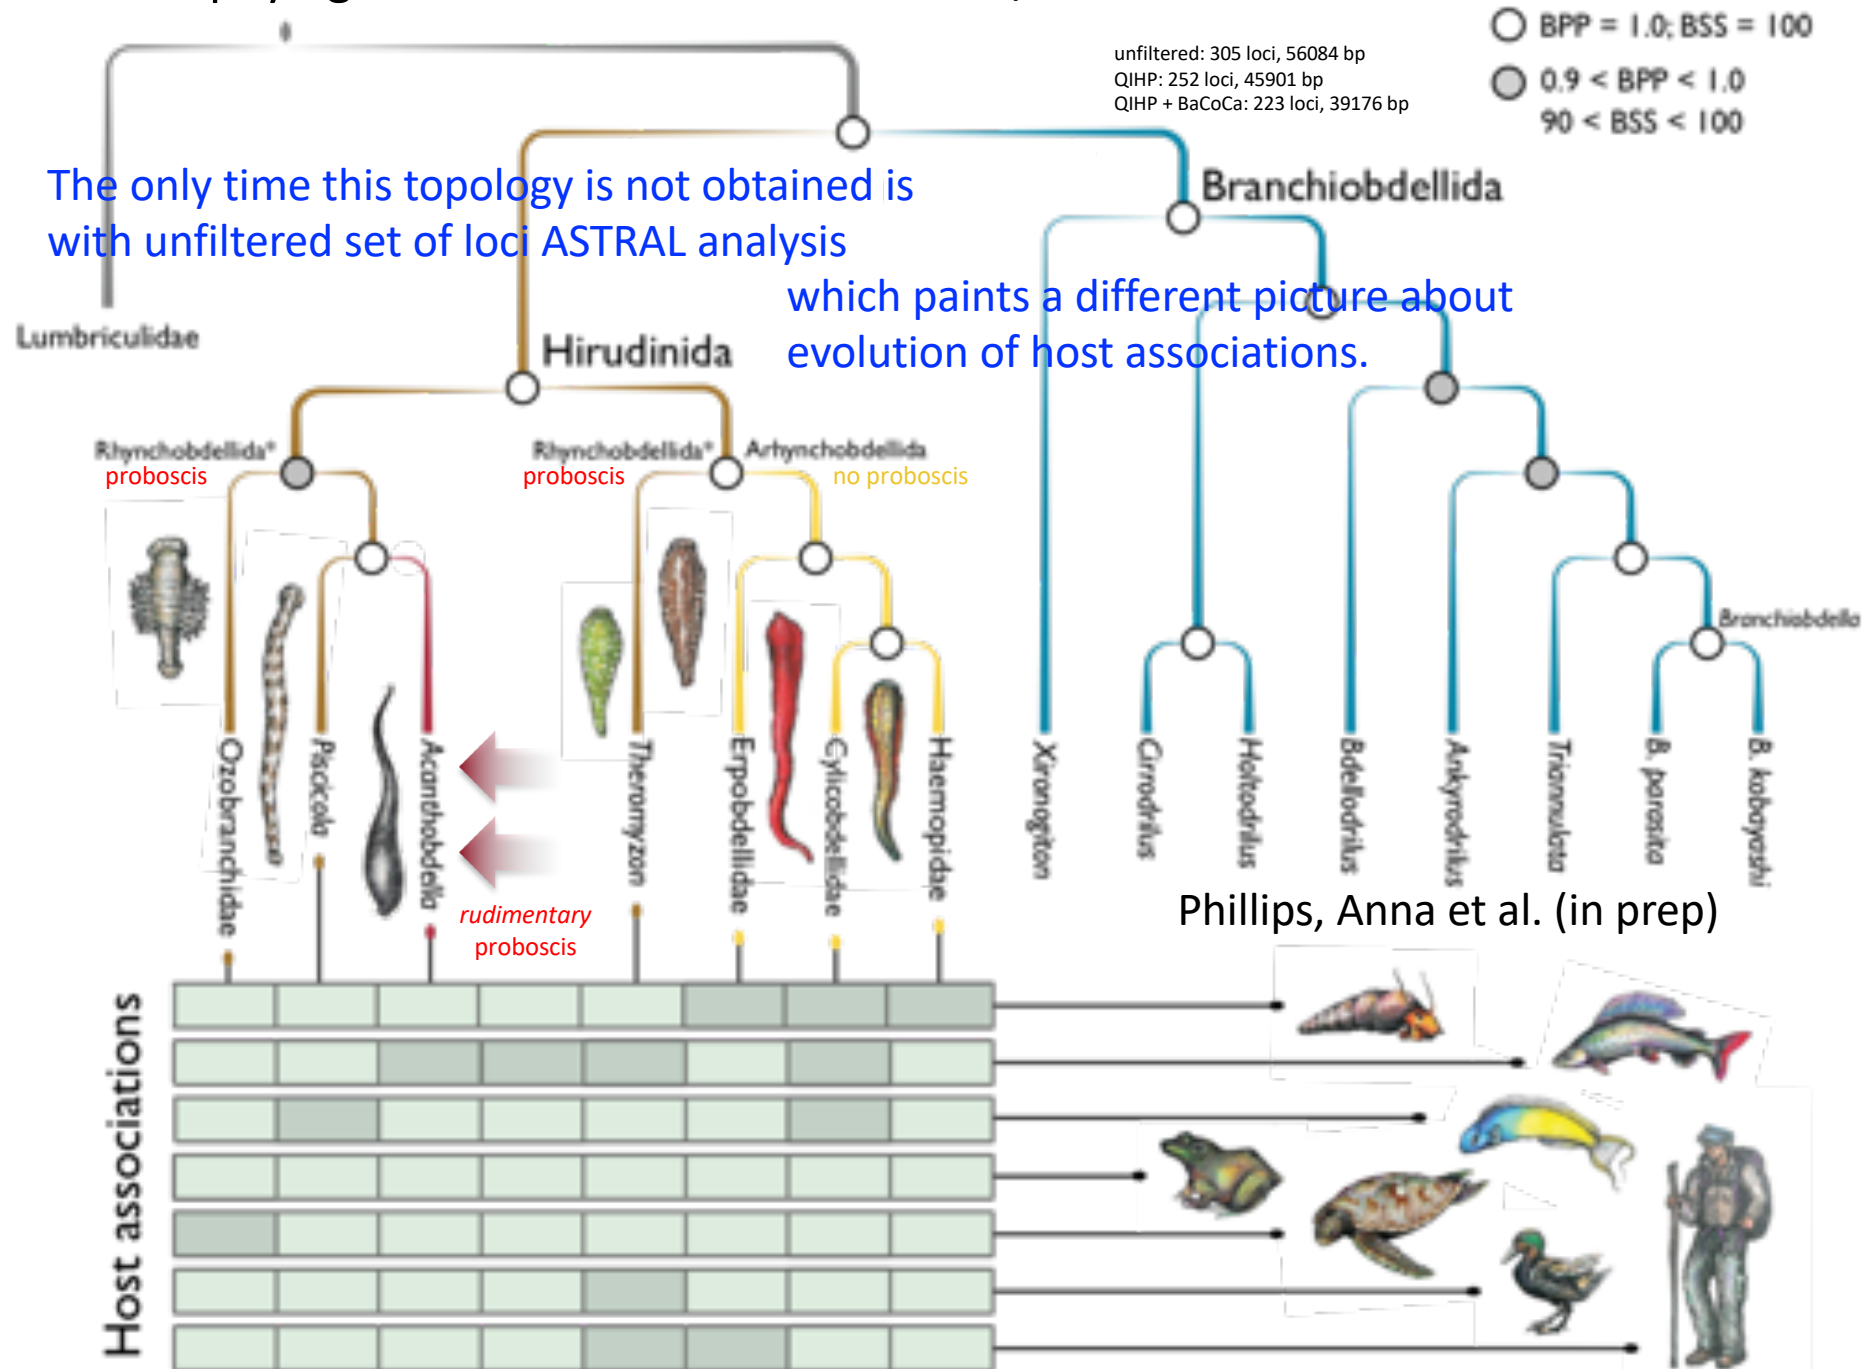 unfiltered: 305 loci, 56084 bp
QIHP: 252 loci, 45901 bp
QIHP + BaCoCa: 223 loci, 39176 bp
BPP = 1.0; BSS = 100
0.9 < BPP < 1.0
90 < BSS < 100
The only time this topology is not obtained is
with unfiltered set of loci ASTRAL analysis
which paints a different picture about
evolution of host associations.
Branchiobdellida
Lumbriculidae
Hirudinida
Rhynchobdellida*
proboscis
Rhynchobdellida*
proboscis
Arhynchobdellida
no proboscis
Branchiobdella
Ozobranchidae
Piscicola
Acanthobdella
Theromyzon
Erpobdellidae
Cylicobdellidae
Haemopidae
Xironogiton
Cirrodrilus
Holtodrilus
Bdellodrilus
Ankyrodrilus
Triannulata
B. parasita
B. kobayashi
rudimentary
proboscis
Phillips, Anna et al. (in prep)
Host associations